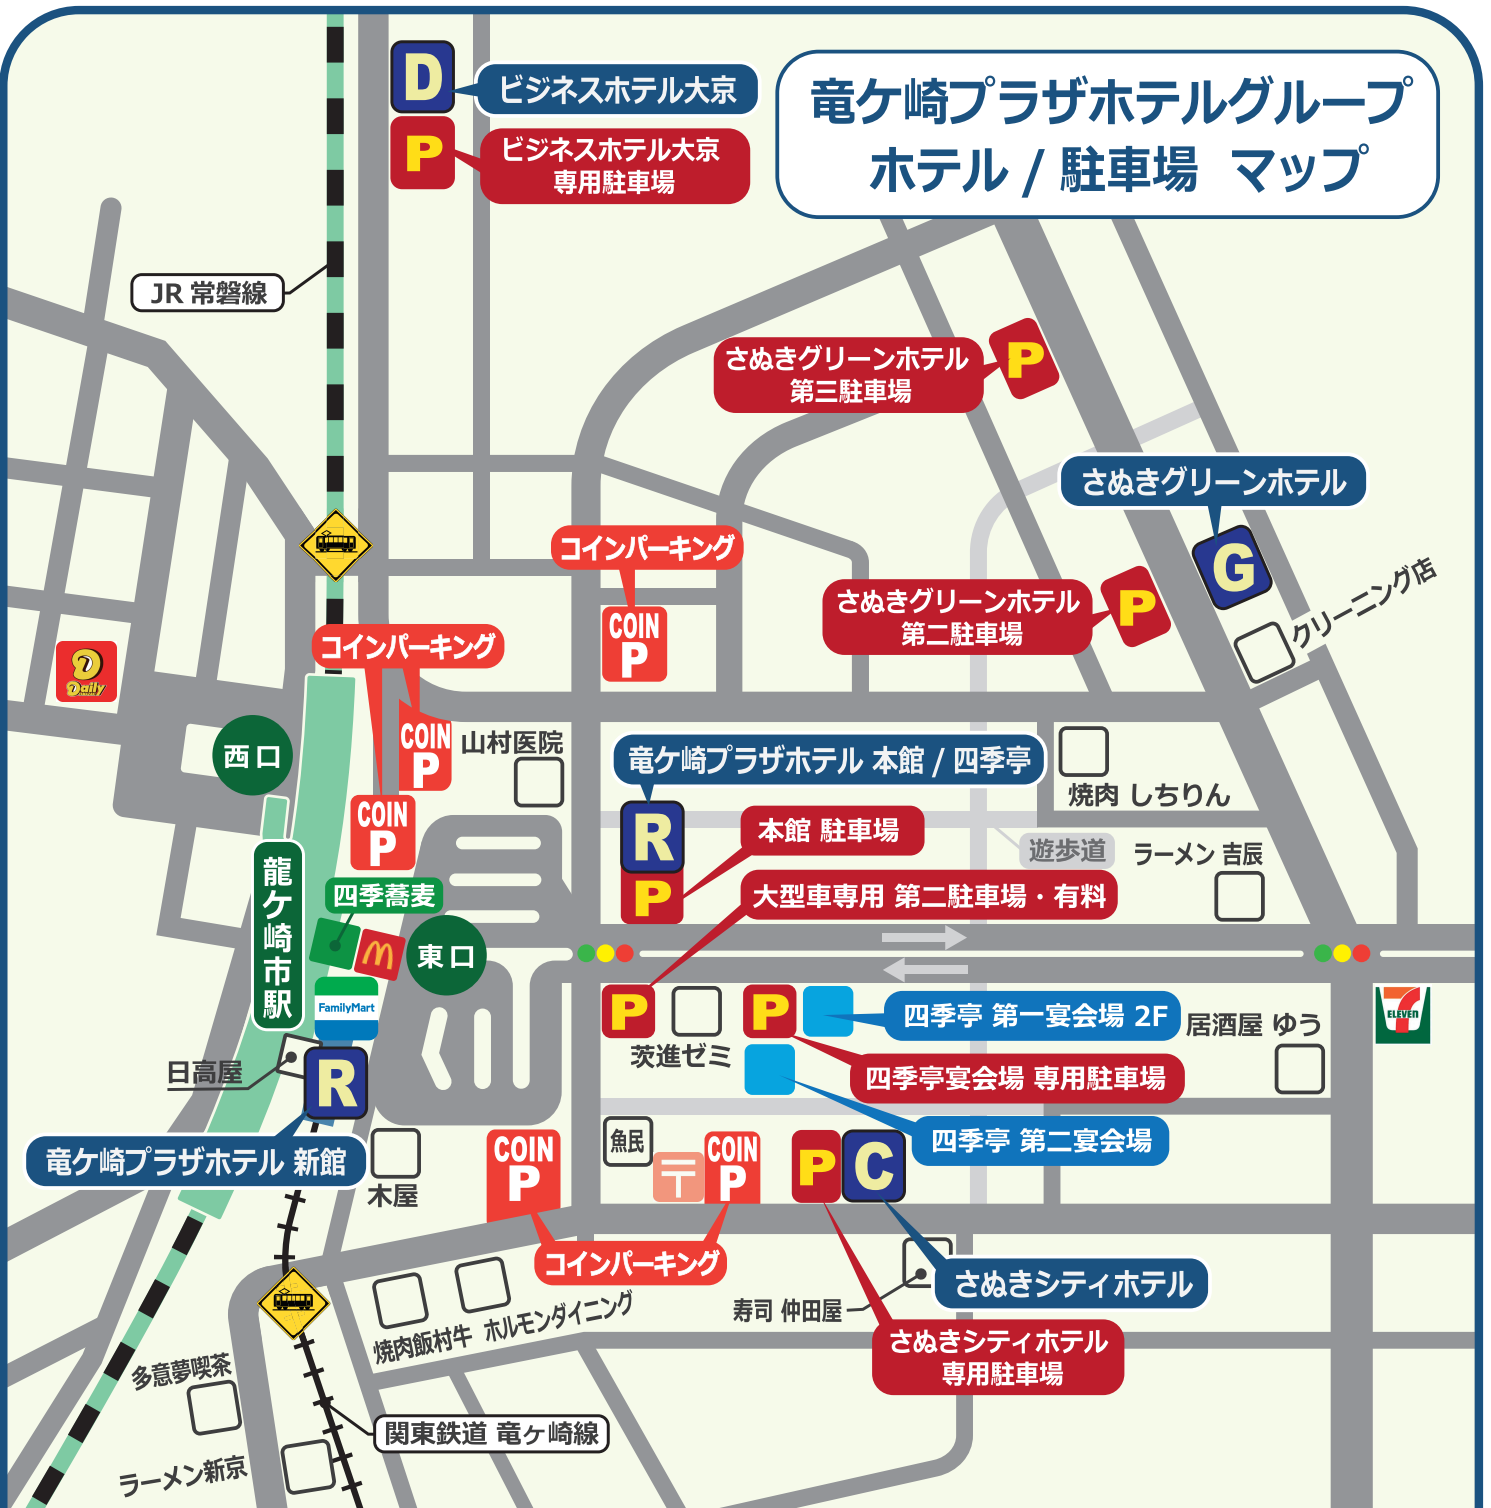 竜ケ崎プラザホテルグループ
ホテル / 駐車場 マップ
D
ビジネスホテル大京
P
ビジネスホテル大京
専用駐車場
JR 常磐線
さぬきグリーンホテル
第三駐車場
P
さぬきグリーンホテル
G
クリーニング店
コインパーキング
COIN
P
さぬきグリーンホテル
第二駐車場
P
コインパーキング
Daily
西口
COIN
P
COIN
P
山村医院
竜ケ崎プラザホテル 本館 / 四季亭
R
P
本館 駐車場
大型車専用 第二駐車場・有料
焼肉 しちりん
遊歩道
ラーメン 吉辰
龍ケ崎市駅
四季蕎麦
東口
FamilyMart
日高屋
R
竜ケ崎プラザホテル 新館
木屋
P
茨進ゼミ
P
四季亭 第一宴会場 2F
四季亭宴会場 専用駐車場
四季亭 第二宴会場
居酒屋 ゆう
7
ELEVEN
魚民
〒
COIN
P
COIN
P
コインパーキング
P
C
さぬきシティホテル
寿司 仲田屋
さぬきシティホテル
専用駐車場
焼肉飯村牛
ホルモンダイニング
多意夢喫茶
関東鉄道 竜ヶ崎線
ラーメン新京